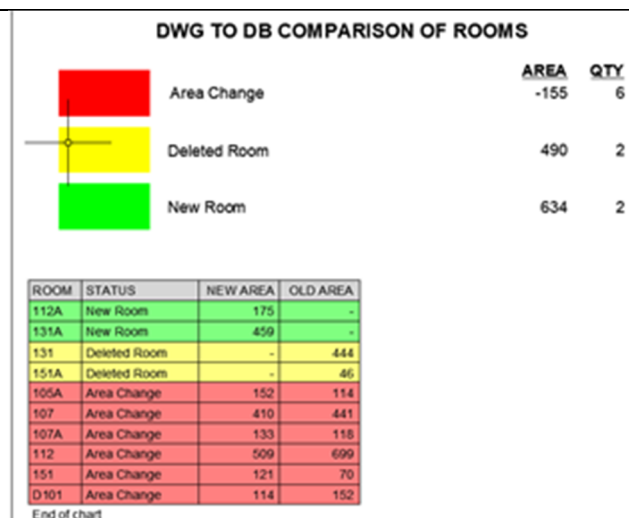 DWG TO DB COMPARISON OF ROOMS
AREA QTY
Area Change -155 6
Deleted Room 490 2
New Room 634 2
ROOM STATUS NEW AREA OLD AREA
112A New Room 175 -
131A New Room 459 -
131 Deleted Room - 444
151A Deleted Room - 46
105A Area Change 152 114
107 Area Change 410 441
107A Area Change 133 118
112 Area Change 509 699
151 Area Change 121 70
D101 Area Change 114 152
End of chart